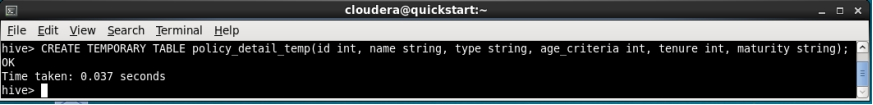 cloudera@quickstart:~
File Edit View Search Terminal Help
hive> CREATE TEMPORARY TABLE policy_detail_temp(id int, name string, type string, age_criteria int, tenure int, maturity string);
OK
Time taken: 0.037 seconds
hive>